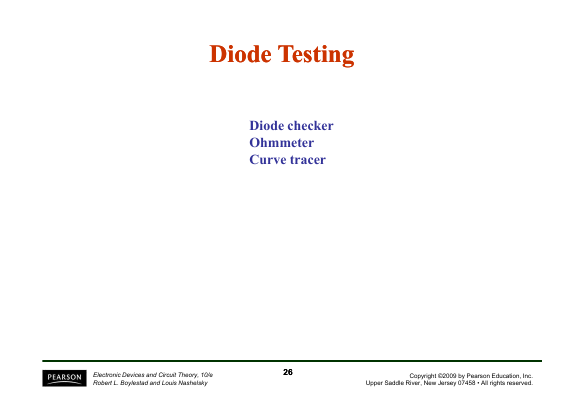 Diode Testing
Diode checker
Ohmmeter
Curve tracer
PEARSON
Electronic Devices and Circuit Theory, 10/e
Robert L. Boylestad and Louis Nashelsky
26
Copyright ©2009 by Pearson Education, Inc.
Upper Saddle River, New Jersey 07458 • All rights reserved.